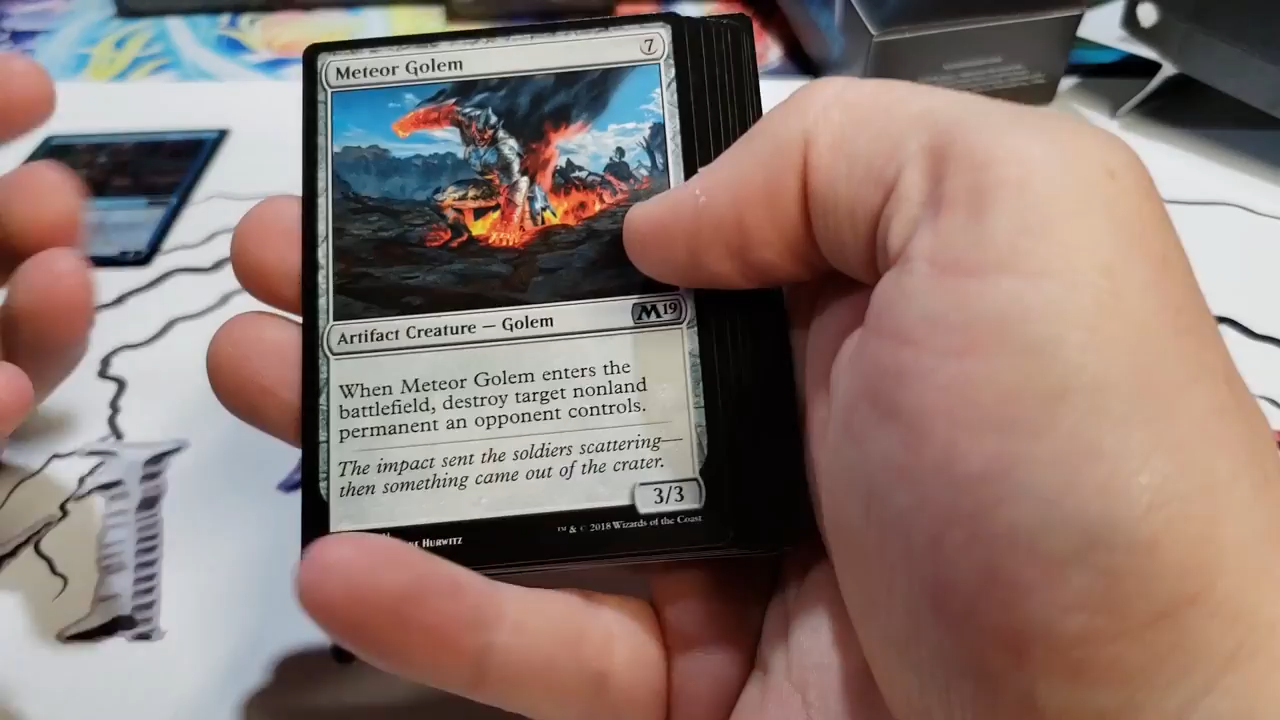 Meteor Golem
7
Artifact Creature — Golem
M19
When Meteor Golem enters the
battlefield, destroy target nonland
permanent an opponent controls.
The impact sent the soldiers scattering—
then something came out of the crater.
3/3
™ & © 2018 Wizards of the Coast
Hurwitz